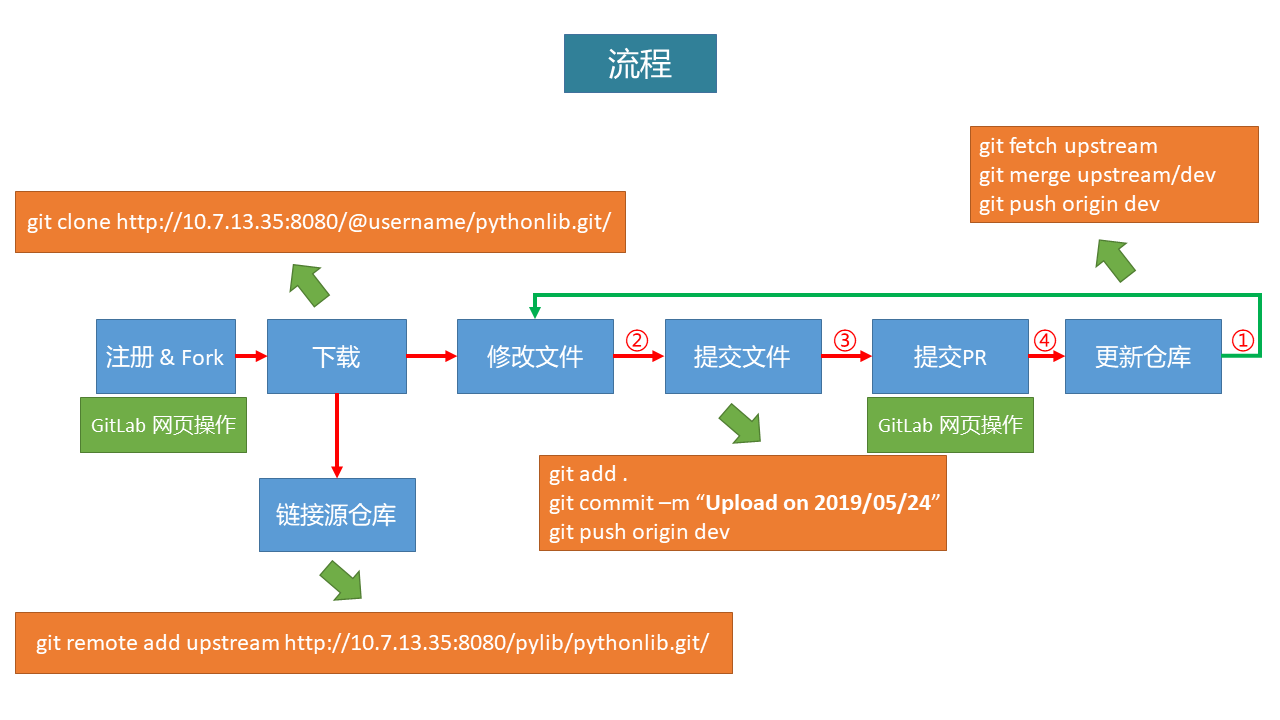 流程
git fetch upstream
git merge upstream/dev
git push origin dev
git clone http://10.7.13.35:8080/@username/pythonlib.git/
注册 & Fork
下载
修改文件
②
提交文件
③
提交PR
④
更新仓库
①
GitLab 网页操作
GitLab 网页操作
git add .
git commit –m “Upload on 2019/05/24”
git push origin dev
链接源仓库
git remote add upstream http://10.7.13.35:8080/pylib/pythonlib.git/